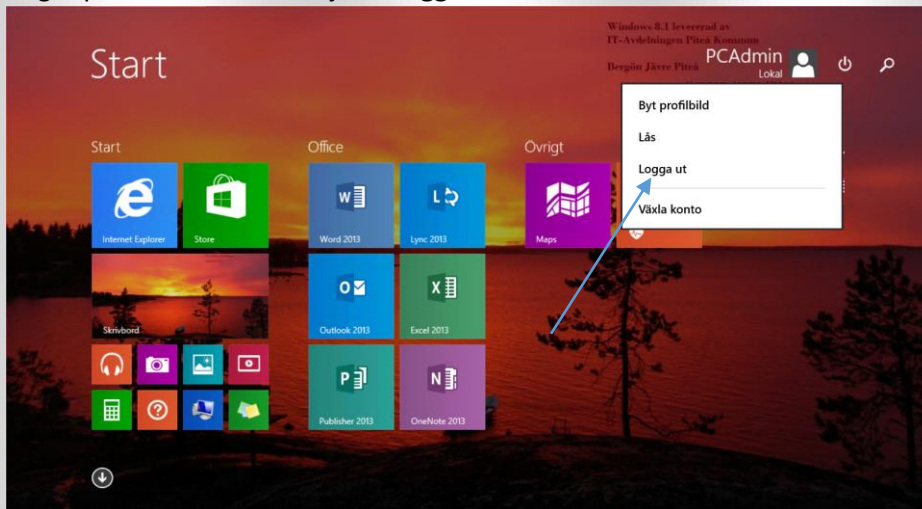 Windows 8.1 levererad av
IT-Avdelningen Piteå Kommun
Start
PCAdmin
Bergön Jävre Piteå
Lokal
Byt profilbild
Lås
Logga ut
Växla konto
Start
Office
Övrigt
Internet Explorer
Store
Word 2013
Lync 2013
Maps
Skrivbord
Outlook 2013
Excel 2013
Publisher 2013
OneNote 2013